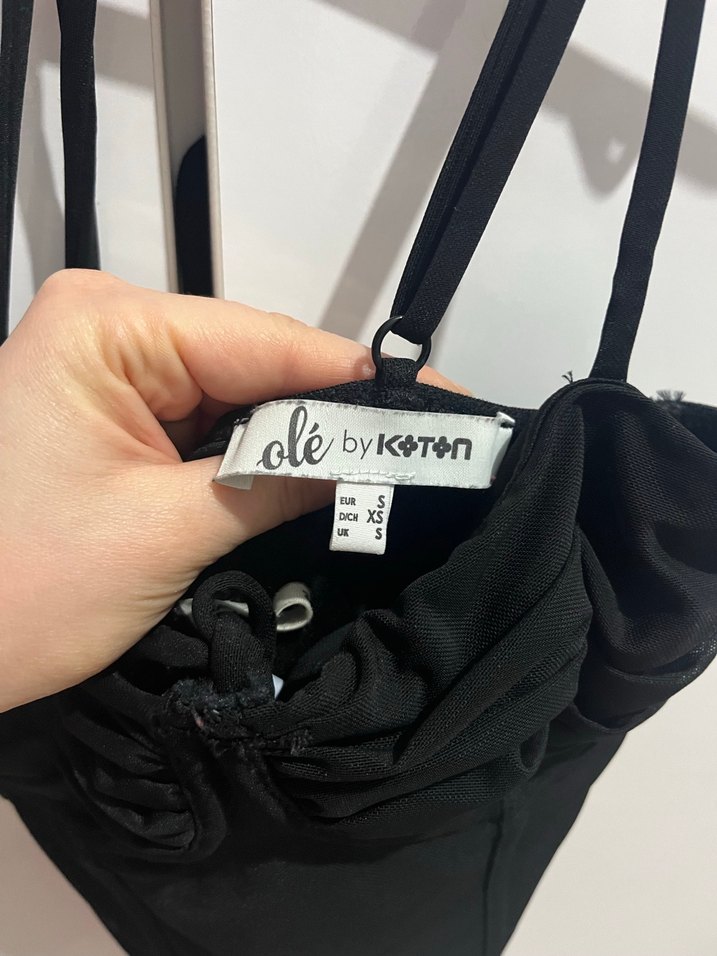 olé by KOTON
EUR S
D/CH XS
UK S